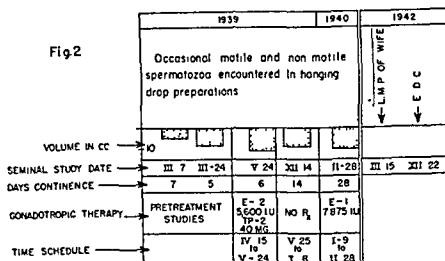 1939 1940 1942
Fig.2
Occasional motile and non motile
spermatozoa encountered in hanging
drop preparations
L.M.P OF WIFE
E D C
VOLUME IN CC 10
SEMINAL STUDY DATE III 7 III-24 V 24 XII 14 II-28 III 15 XII 22
DAYS CONTINENCE 7 5 6 14 28
GONADOTROPIC THERAPY PRETREATMENT STUDIES E-2 5,600 IU TP-2 40 MG NO Rx E-1 7875 IU
TIME SCHEDULE IV 15 to V-24 V 25 to I 8 I-9 to II 28